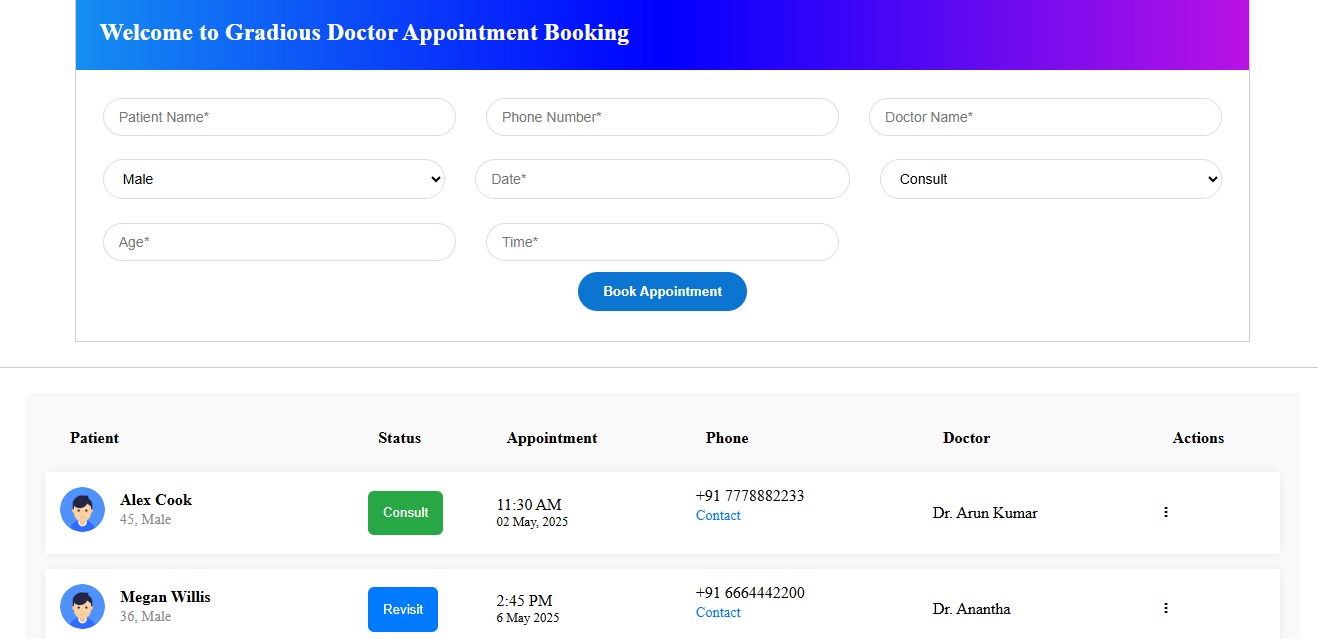 Welcome to Gradious Doctor Appointment Booking
Patient Name* Phone Number* Doctor Name*
Male Date* Consult
Age* Time*
Book Appointment
Patient Status Appointment Phone Doctor Actions
Alex Cook
45, Male
Consult
11:30 AM
02 May, 2025
+91 7778882233
Contact
Dr. Arun Kumar
Megan Willis
36, Male
Revisit
2:45 PM
6 May 2025
+91 6664442200
Contact
Dr. Anantha